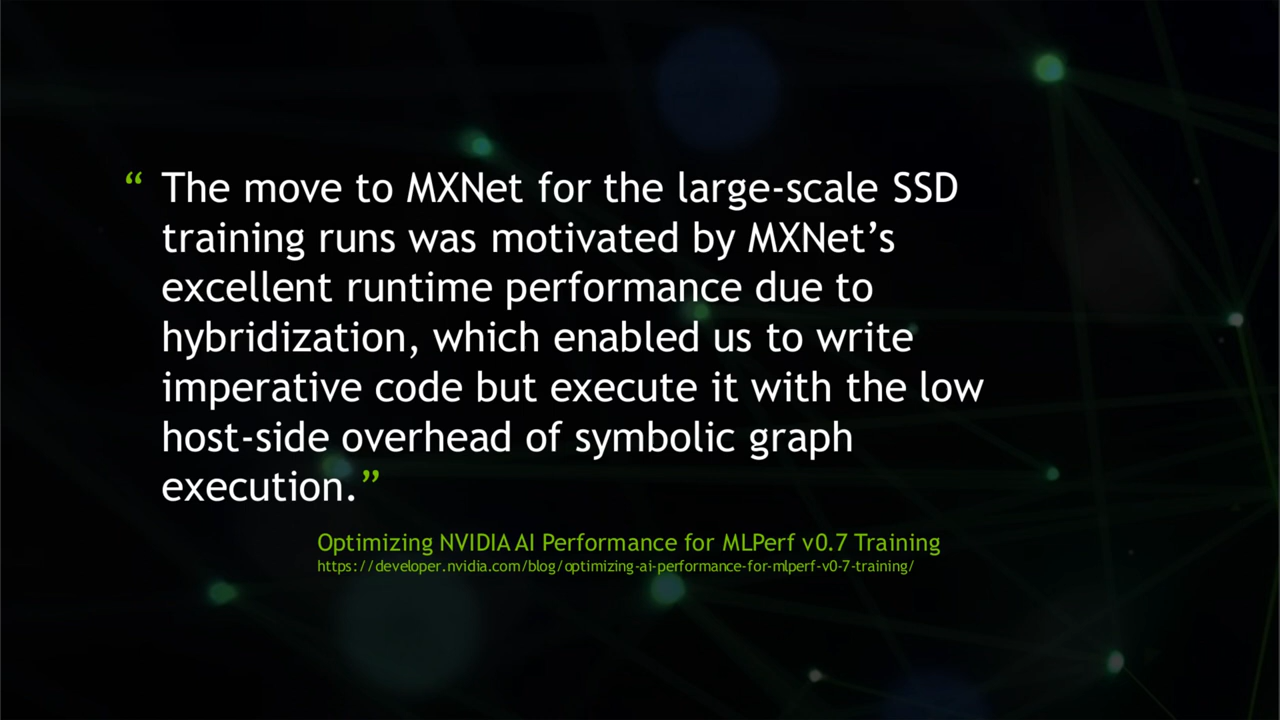 “ The move to MXNet for the large-scale SSD
training runs was motivated by MXNet’s
excellent runtime performance due to
hybridization, which enabled us to write
imperative code but execute it with the low
host-side overhead of symbolic graph
execution.”
Optimizing NVIDIA AI Performance for MLPerf v0.7 Training
https://developer.nvidia.com/blog/optimizing-ai-performance-for-mlperf-v0-7-training/